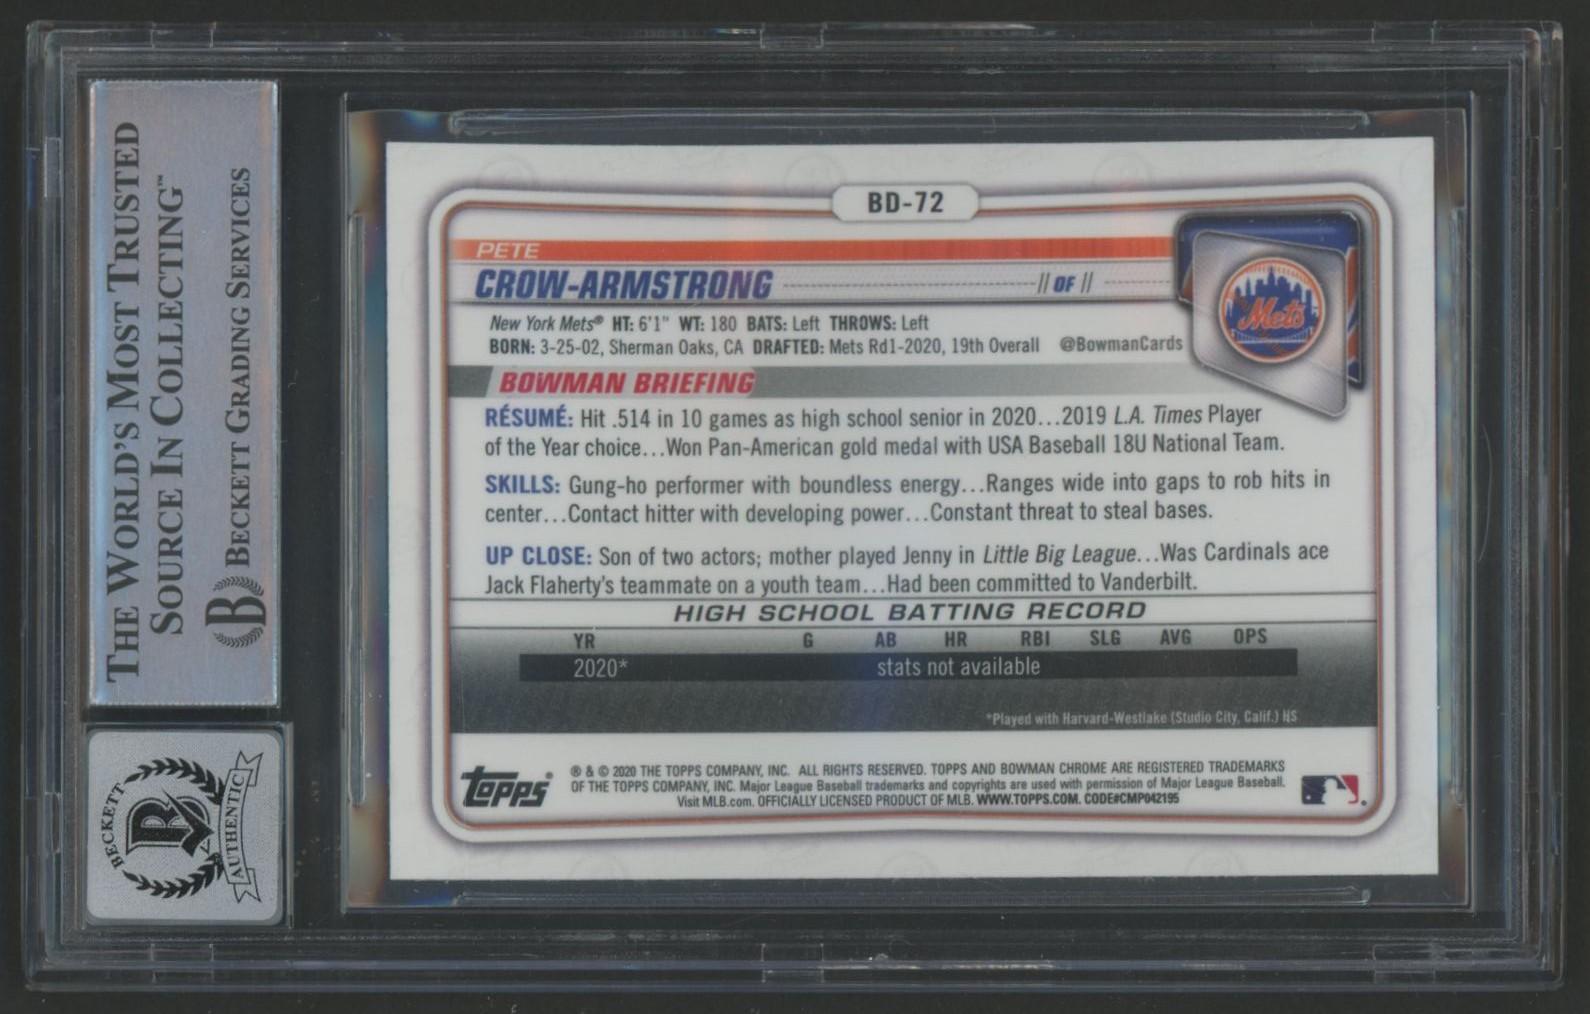 THE WORLD'S MOST TRUSTED
SOURCE IN COLLECTING™
B BECKETT GRADING SERVICES
BECKETT
B
AUTHENTIC
BD-72
PETE
CROW-ARMSTRONG // OF //
New York Mets® HT: 6'1" WT: 180 BATS: Left THROWS: Left
BORN: 3-25-02, Sherman Oaks, CA DRAFTED: Mets Rd1-2020, 19th Overall @BowmanCards
Mets
BOWMAN BRIEFING
RÉSUMÉ: Hit .514 in 10 games as high school senior in 2020...2019 L.A. Times Player
of the Year choice...Won Pan-American gold medal with USA Baseball 18U National Team.
SKILLS: Gung-ho performer with boundless energy...Ranges wide into gaps to rob hits in
center...Contact hitter with developing power...Constant threat to steal bases.
UP CLOSE: Son of two actors; mother played Jenny in Little Big League...Was Cardinals ace
Jack Flaherty's teammate on a youth team...Had been committed to Vanderbilt.
HIGH SCHOOL BATTING RECORD
YR G AB HR RBI SLG AVG OPS
2020* stats not available
*Played with Harvard-Westlake (Studio City, Calif.) HS
topps®
® & © 2020 THE TOPPS COMPANY, INC. ALL RIGHTS RESERVED. TOPPS AND BOWMAN CHROME ARE REGISTERED TRADEMARKS
OF THE TOPPS COMPANY, INC. Major League Baseball trademarks and copyrights are used with permission of Major League Baseball.
Visit MLB.com. OFFICIALLY LICENSED PRODUCT OF MLB. WWW.TOPPS.COM. CODE#CMP042195